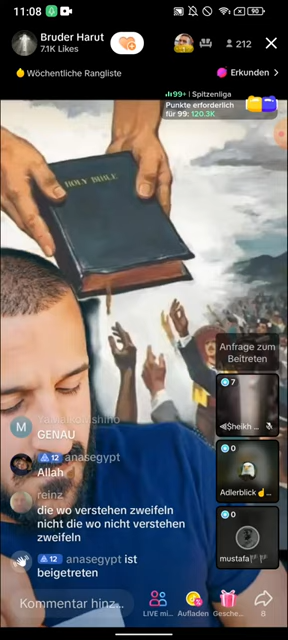 11:08
90
Bruder Harut
7.1K Likes
212
Wöchentliche Rangliste
Erkunden >
99+ | Spitzenliga
Punkte erforderlich
für 99: 120.3K
HOLY BIBLE
Anfrage zum
Beitreten
7
M
GENAU
12 anasegypt
Allah
0
Adlerblick
reinz
die wo verstehen zweifeln
nicht die wo nicht verstehen
zweifeln
0
mustafa
12 anasegypt ist
beigetreten
Kommentar hinz...
LIVE mi...
Aufladen
Gesche...
8